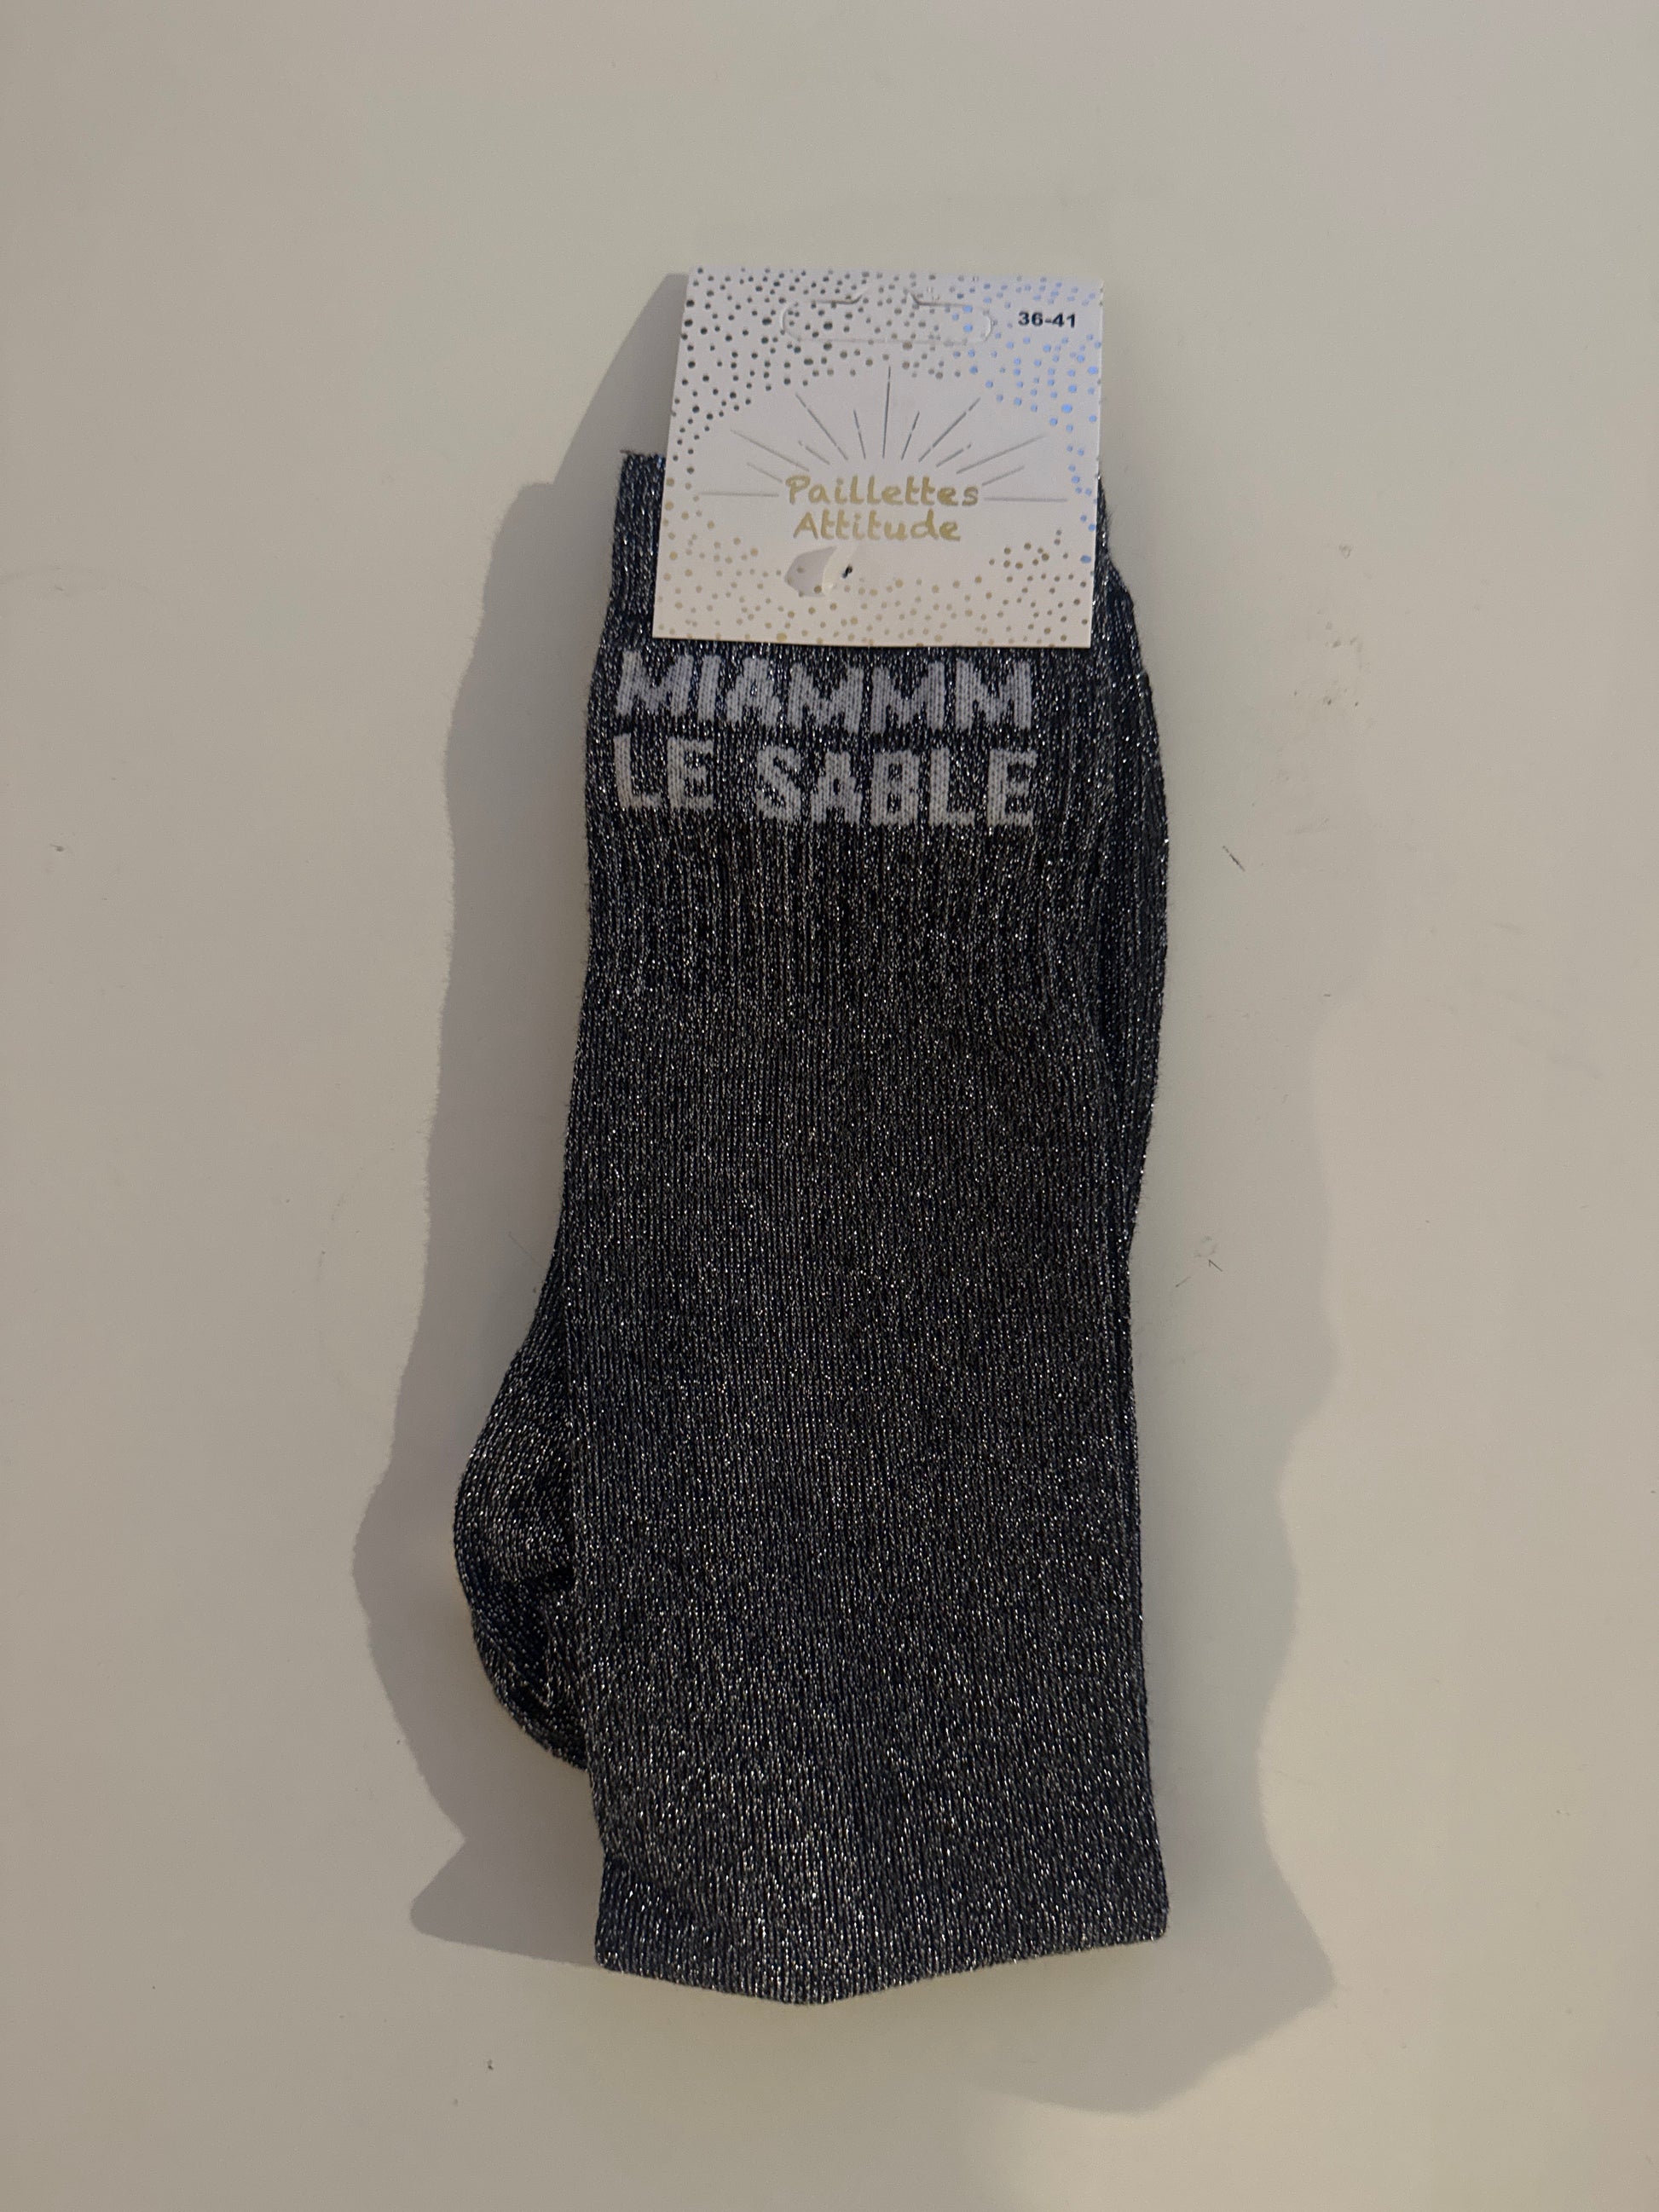 36-41
Paillettes
Attitude
MIAMMM
LE SABLE